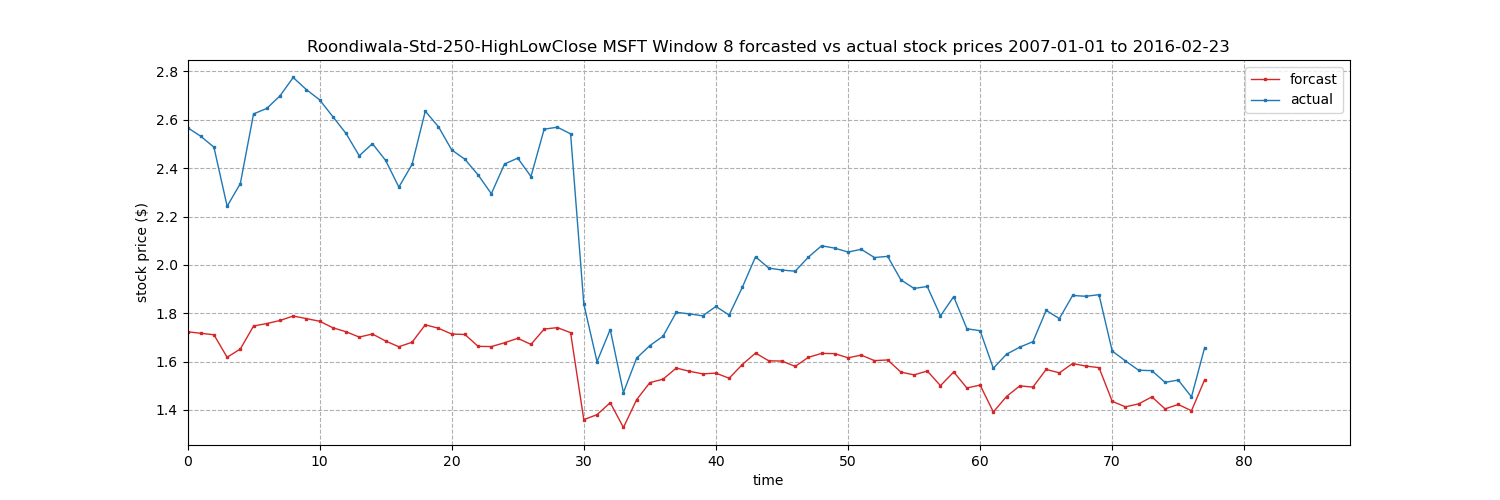 Roondiwala-Std-250-HighLowClose MSFT Window 8 forcasted vs actual stock prices 2007-01-01 to 2016-02-23
forcast
actual
stock price ($)
2.8
2.6
2.4
2.2
2.0
1.8
1.6
1.4
0 10 20 30 40 50 60 70 80
time